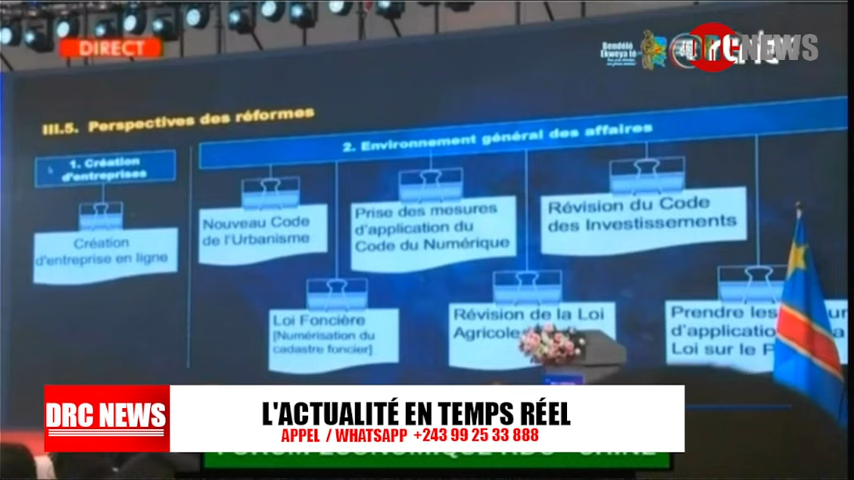 DIRECT
Bendélé
Ekweya té
DRC NEWS
III.5. Perspectives des réformes
1. Création
d'entreprises
2. Environnement général des affaires
Création
d'entreprise en ligne
Nouveau Code
de l'Urbanisme
Prise des mesures
d'application du
Code du Numérique
Révision du Code
des Investissements
Loi Foncière
[Numérisation du
cadastre foncier]
Révision de la Loi
Agricole
Prendre les
d'application
Loi sur le
DRC NEWS
L'ACTUALITÉ EN TEMPS RÉEL
APPEL / WHATSAPP +243 99 25 33 888